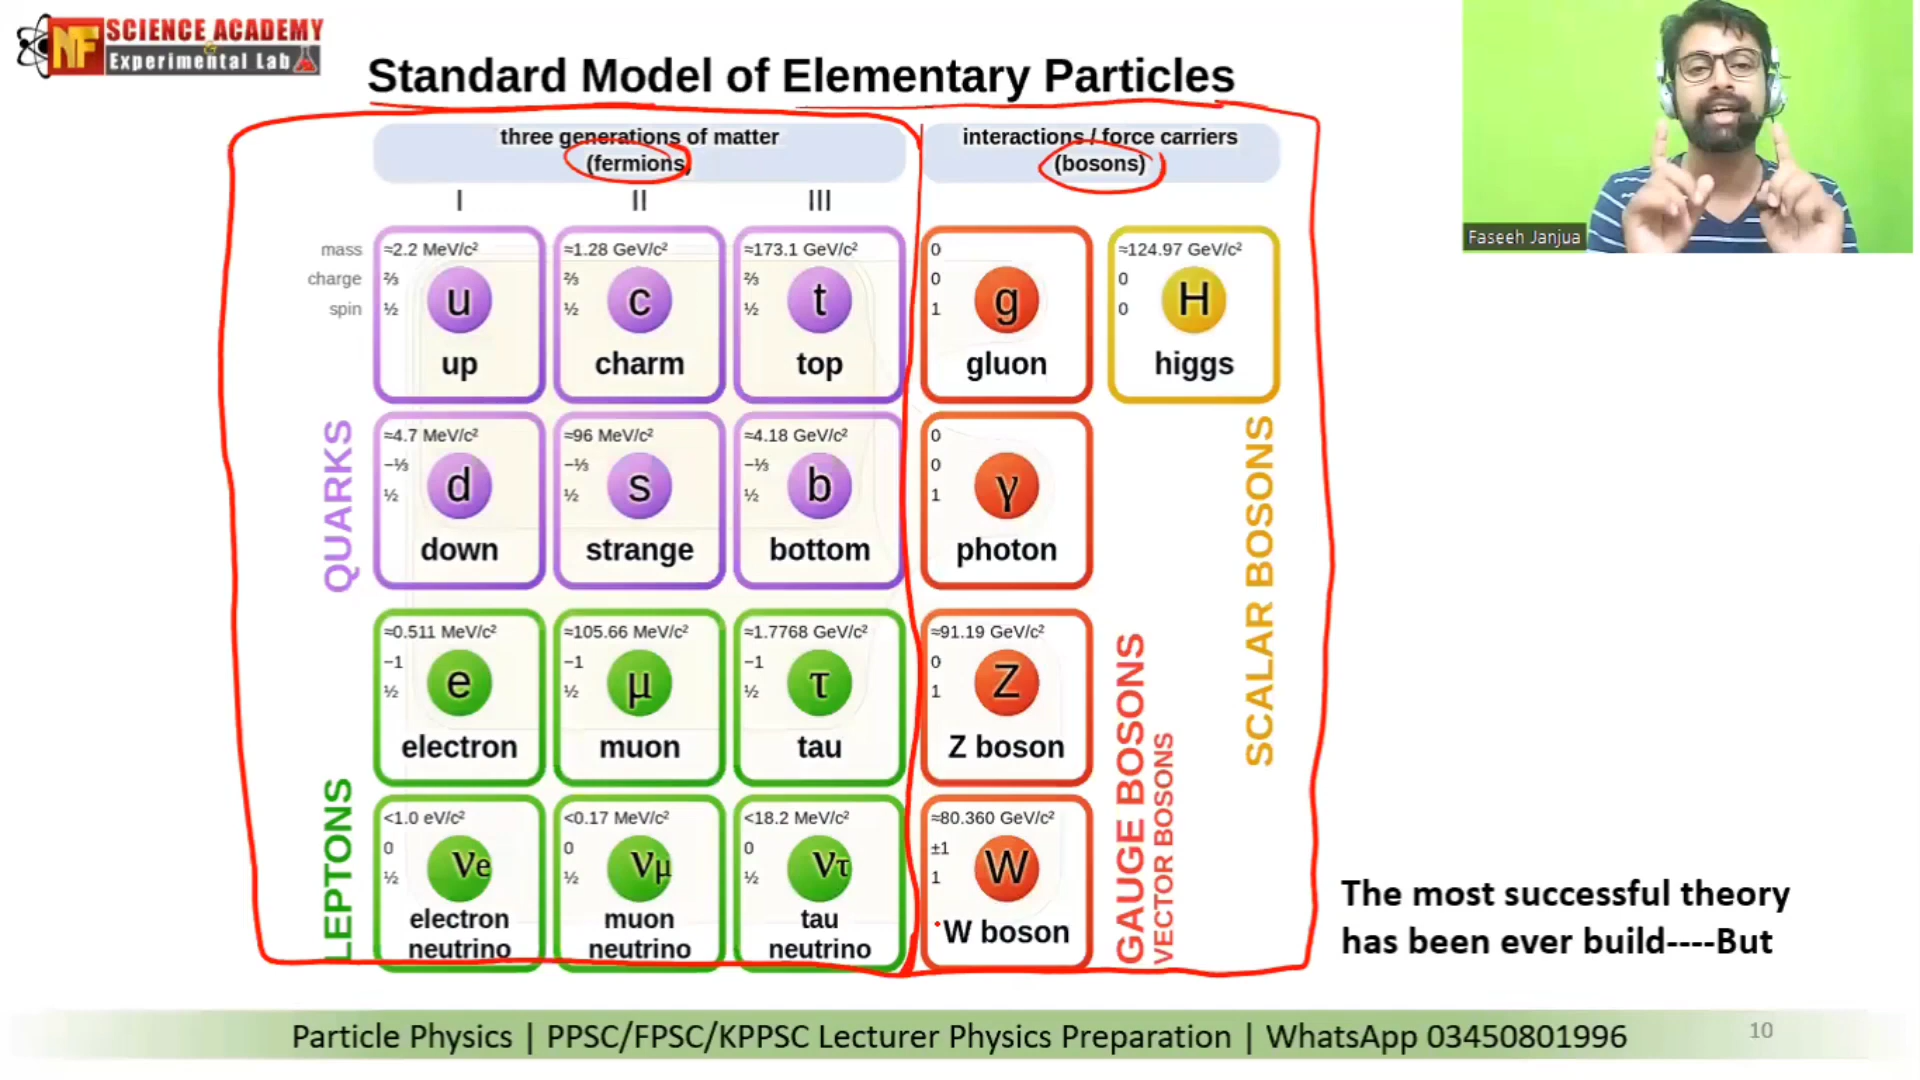 NF SCIENCE ACADEMY
&
Experimental Lab
Standard Model of Elementary Particles
three generations of matter
(fermions)
interactions / force carriers
(bosons)
I II III
mass
charge
spin
≈2.2 MeV/c²
⅔
½
u
up
≈1.28 GeV/c²
⅔
½
c
charm
≈173.1 GeV/c²
⅔
½
t
top
0
0
1
g
gluon
≈124.97 GeV/c²
0
0
H
higgs
QUARKS
≈4.7 MeV/c²
−⅓
½
d
down
≈96 MeV/c²
−⅓
½
s
strange
≈4.18 GeV/c²
−⅓
½
b
bottom
0
0
1
γ
photon
SCALAR BOSONS
LEPTONS
≈0.511 MeV/c²
−1
½
e
electron
≈105.66 MeV/c²
−1
½
μ
muon
≈1.7768 GeV/c²
−1
½
τ
tau
≈91.19 GeV/c²
0
1
Z
Z boson
<1.0 eV/c²
0
½
νe
electron
neutrino
<0.17 MeV/c²
0
½
νμ
muon
neutrino
<18.2 MeV/c²
0
½
ντ
tau
neutrino
≈80.360 GeV/c²
±1
1
W
W boson
GAUGE BOSONS
VECTOR BOSONS
Faseeh Janjua
The most successful theory
has been ever build----But
Particle Physics | PPSC/FPSC/KPPSC Lecturer Physics Preparation | WhatsApp 03450801996
10